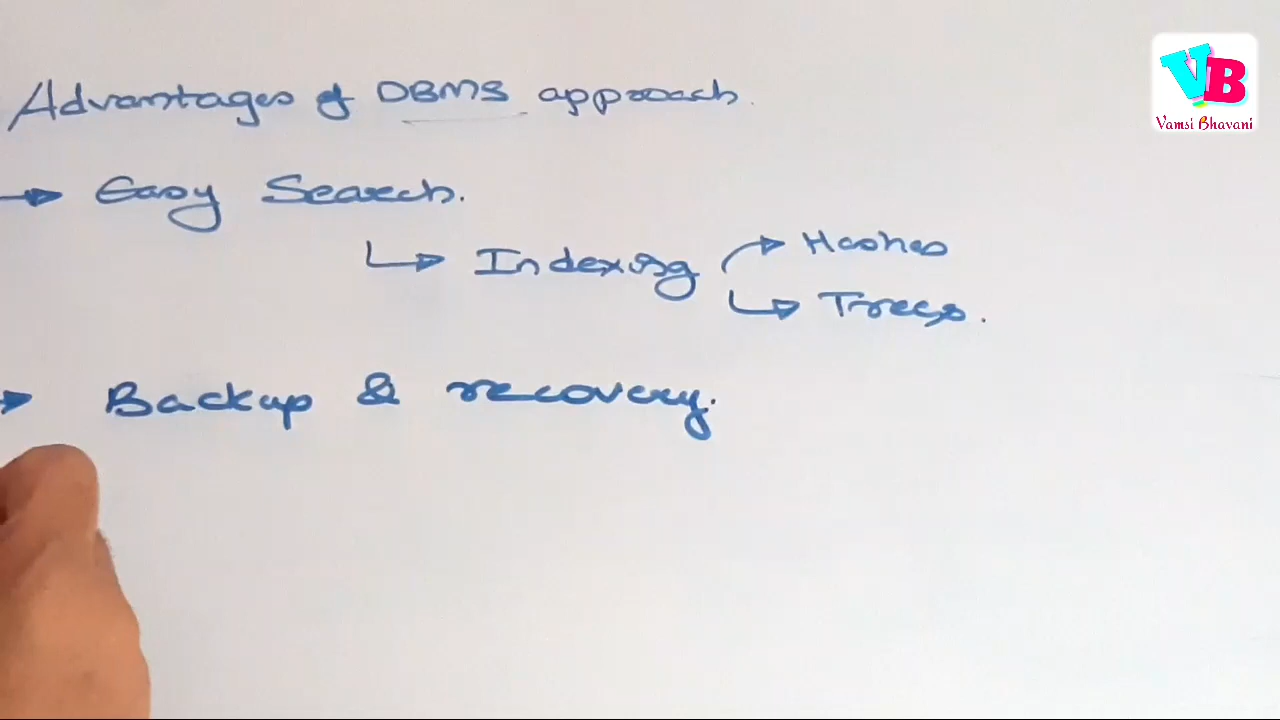 Advantages of DBMS approach.
→ Easy Search.
↳ Indexing → Hashes
↳ Trees.
→ Backup & recovery.
VB
Vamsi Bhavani